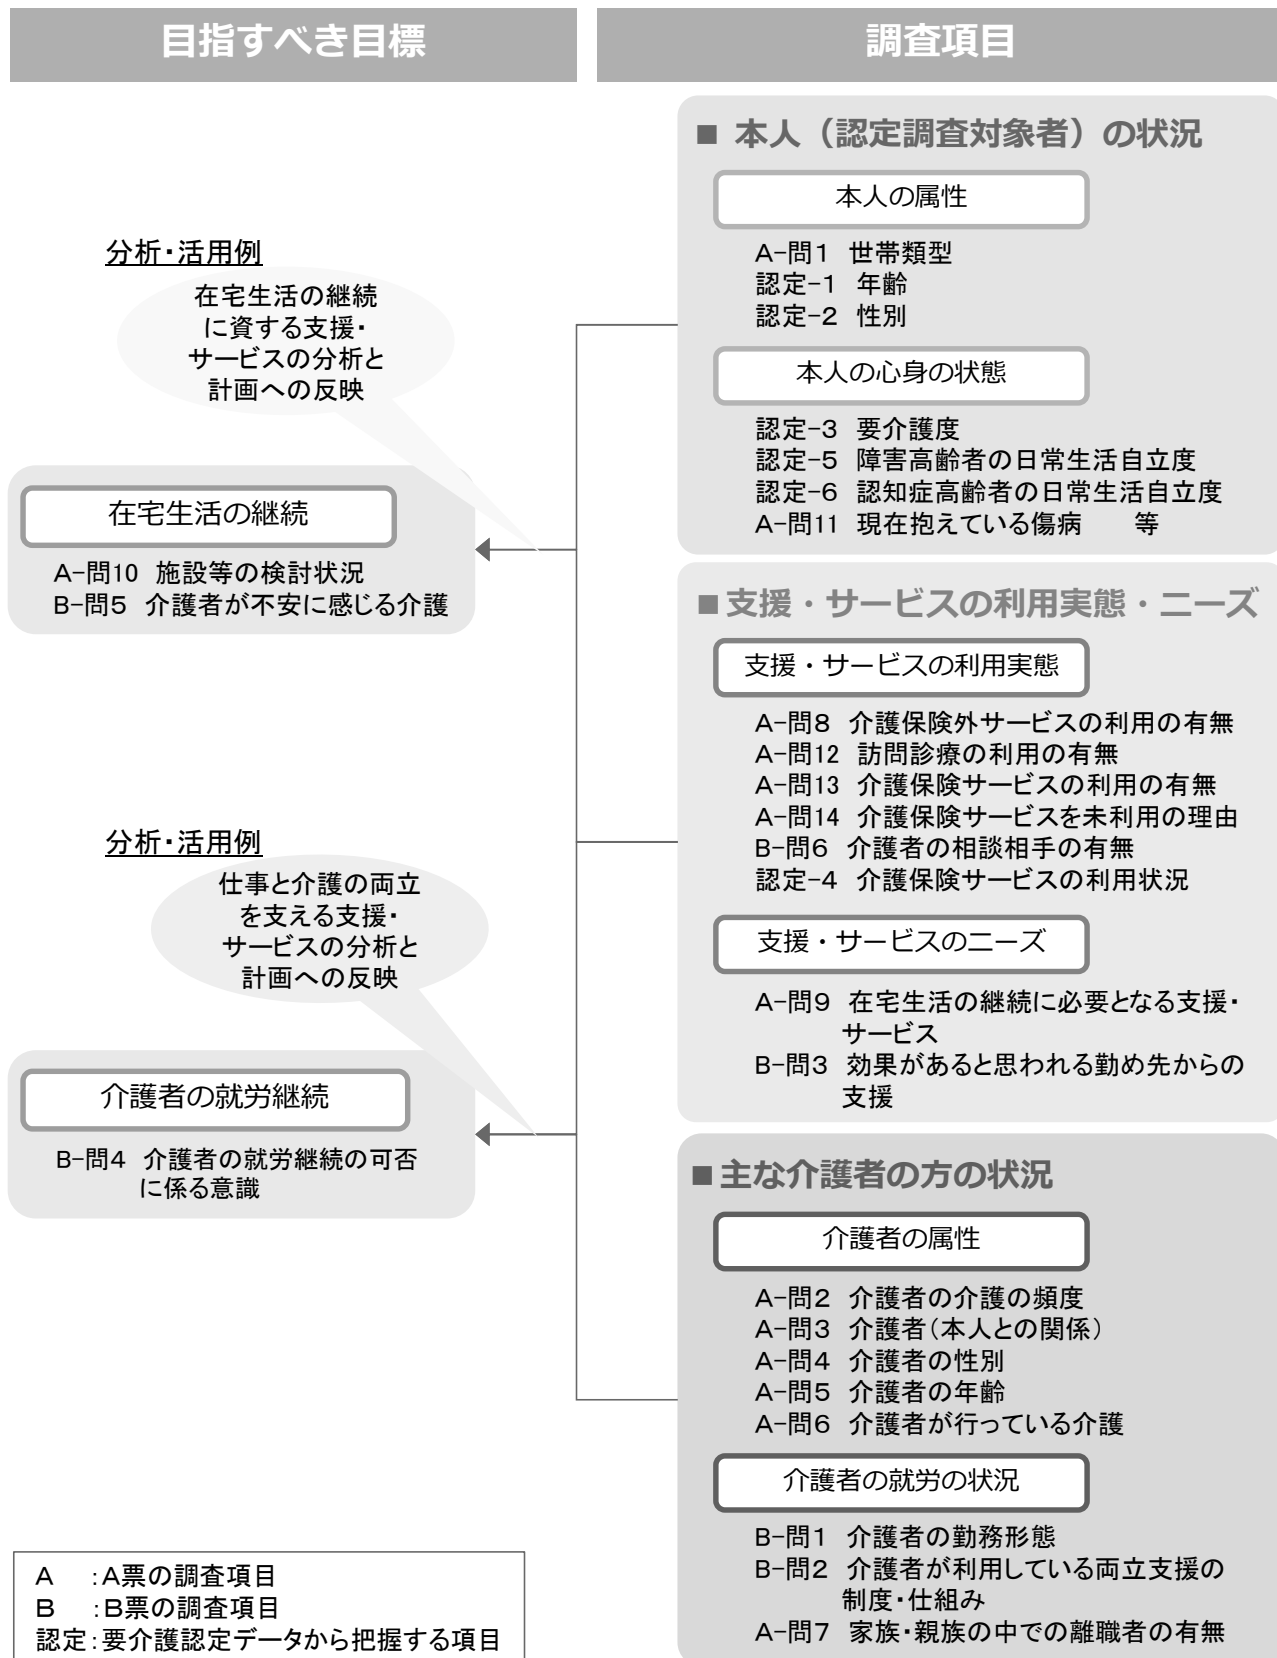 目指すべき目標
調査項目
■ 本人（認定調査対象者）の状況
本人の属性
A-問1 世帯類型
認定-1 年齢
認定-2 性別
本人の心身の状態
認定-3 要介護度
認定-5 障害高齢者の日常生活自立度
認定-6 認知症高齢者の日常生活自立度
A-問11 現在抱えている傷病　等
分析・活用例
在宅生活の継続
に資する支援・
サービスの分析と
計画への反映
在宅生活の継続
A-問10 施設等の検討状況
B-問5 介護者が不安に感じる介護
■支援・サービスの利用実態・ニーズ
支援・サービスの利用実態
A-問8 介護保険外サービスの利用の有無
A-問12 訪問診療の利用の有無
A-問13 介護保険サービスの利用の有無
A-問14 介護保険サービスを未利用の理由
B-問6 介護者の相談相手の有無
認定-4 介護保険サービスの利用状況
支援・サービスのニーズ
A-問9 在宅生活の継続に必要となる支援・
サービス
B-問3 効果があると思われる勤め先からの
支援
分析・活用例
仕事と介護の両立
を支える支援・
サービスの分析と
計画への反映
介護者の就労継続
B-問4 介護者の就労継続の可否
に係る意識
■主な介護者の方の状況
介護者の属性
A-問2 介護者の介護の頻度
A-問3 介護者（本人との関係）
A-問4 介護者の性別
A-問5 介護者の年齢
A-問6 介護者が行っている介護
介護者の就労の状況
B-問1 介護者の勤務形態
B-問2 介護者が利用している両立支援の
制度・仕組み
A-問7 家族・親族の中での離職者の有無
A ：A票の調査項目
B ：B票の調査項目
認定：要介護認定データから把握する項目